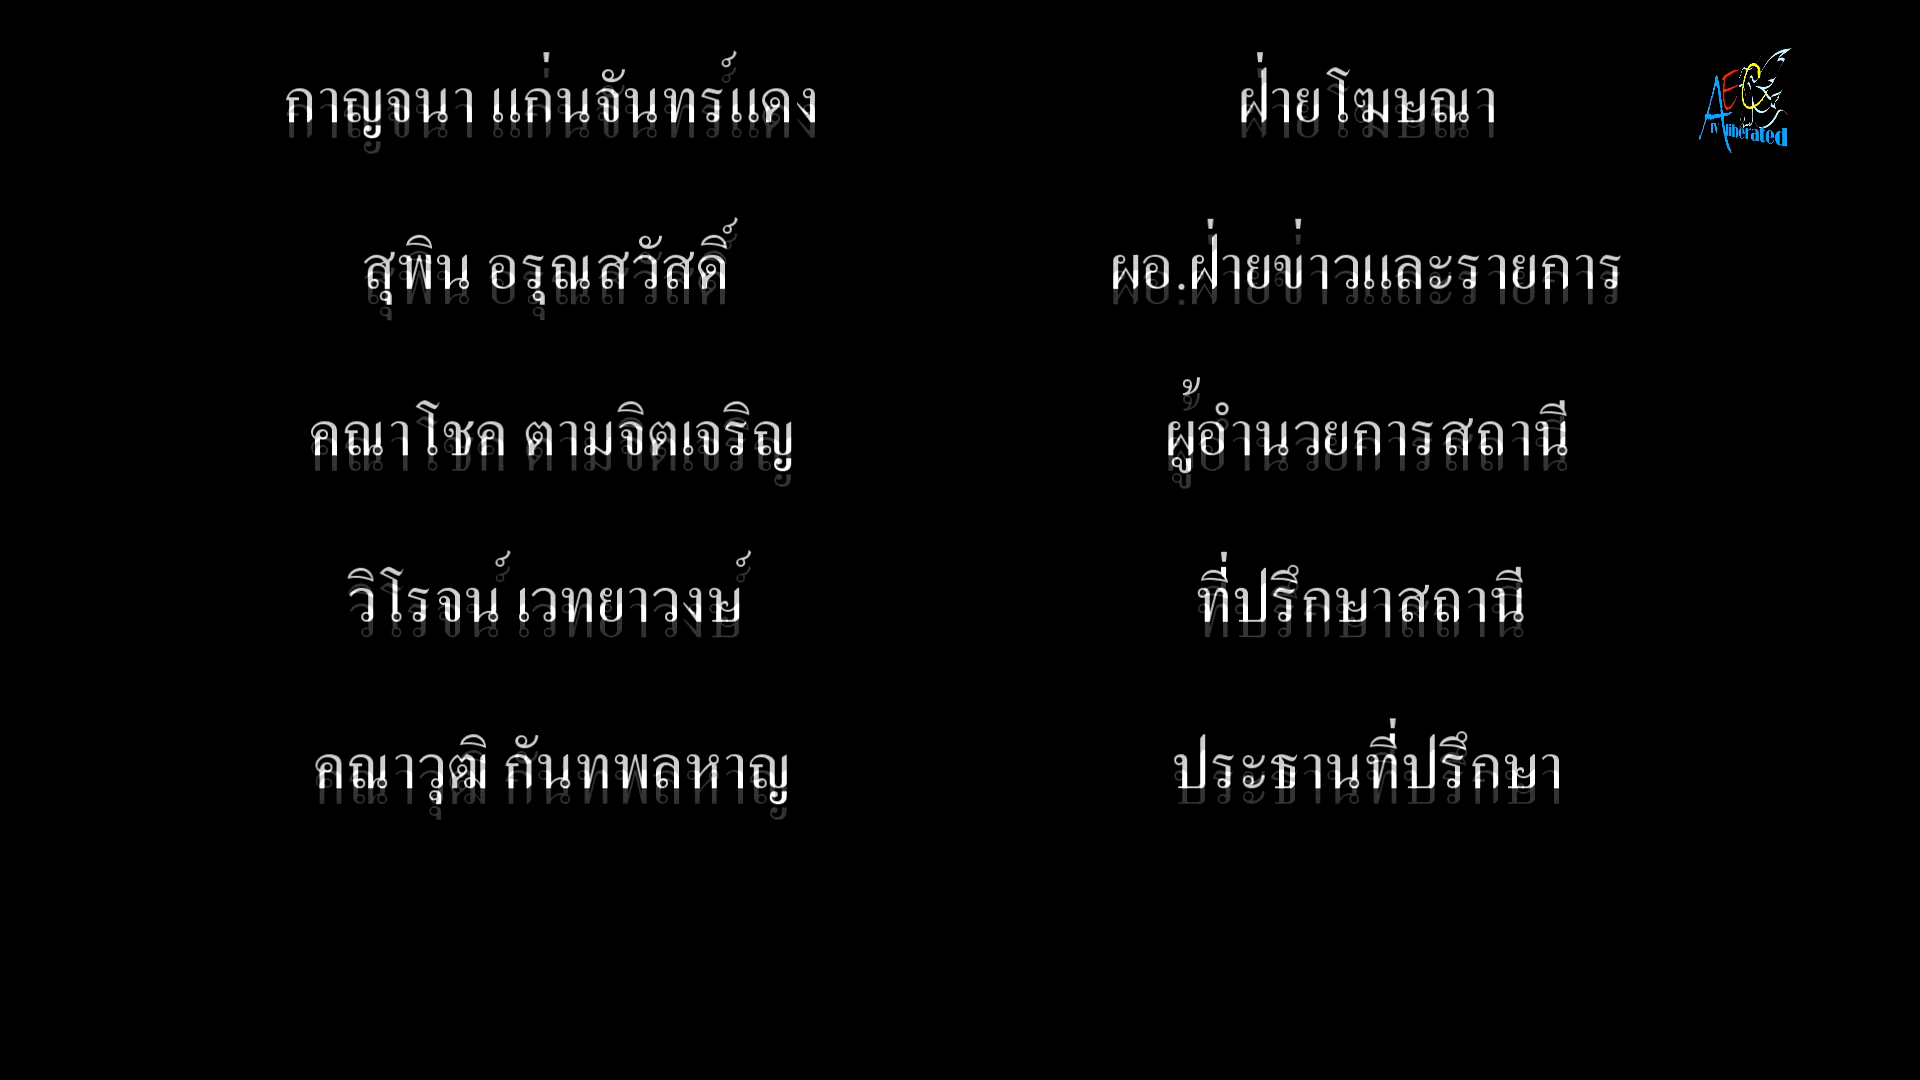 กาญจนา แก่นจันทร์แดง ฝ่ายโฆษณา
สุพิน อรุณสวัสดิ์ ผอ.ฝ่ายข่าวและรายการ
คณาโชค ตามจิตเจริญ ผู้อำนวยการสถานี
วิโรจน์ เวทยาวงษ์ ที่ปรึกษาสถานี
คณาวุฒิ กันทพลหาญ ประธานที่ปรึกษา
AEC
TV liberated